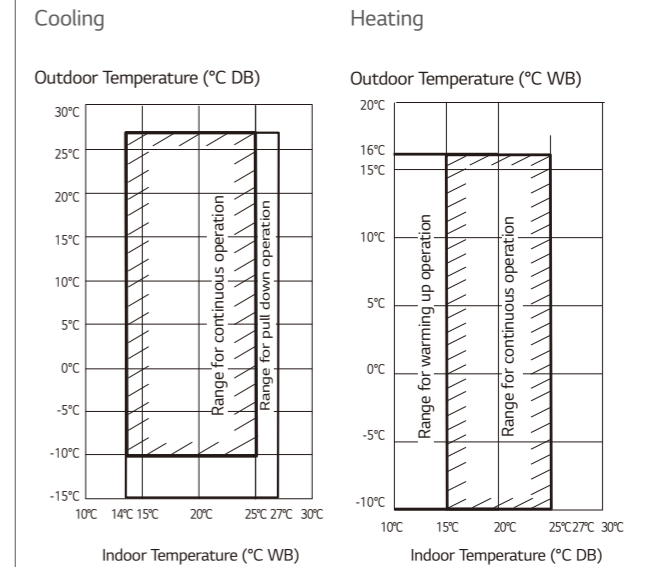 Cooling
Outdoor Temperature (°C DB)
30°C
25°C
20°C
15°C
10°C
5°C
0°C
-5°C
-10°C
-15°C
Range for continuous operation
Range for pull down operation
10°C 14°C 15°C 20°C 25°C 27°C 30°C
Indoor Temperature (°C WB)
Heating
Outdoor Temperature (°C WB)
20°C
16°C
15°C
10°C
5°C
0°C
-5°C
-10°C
Range for warming up operation
Range for continuous operation
10°C 15°C 20°C 25°C 27°C 30°C
Indoor Temperature (°C DB)